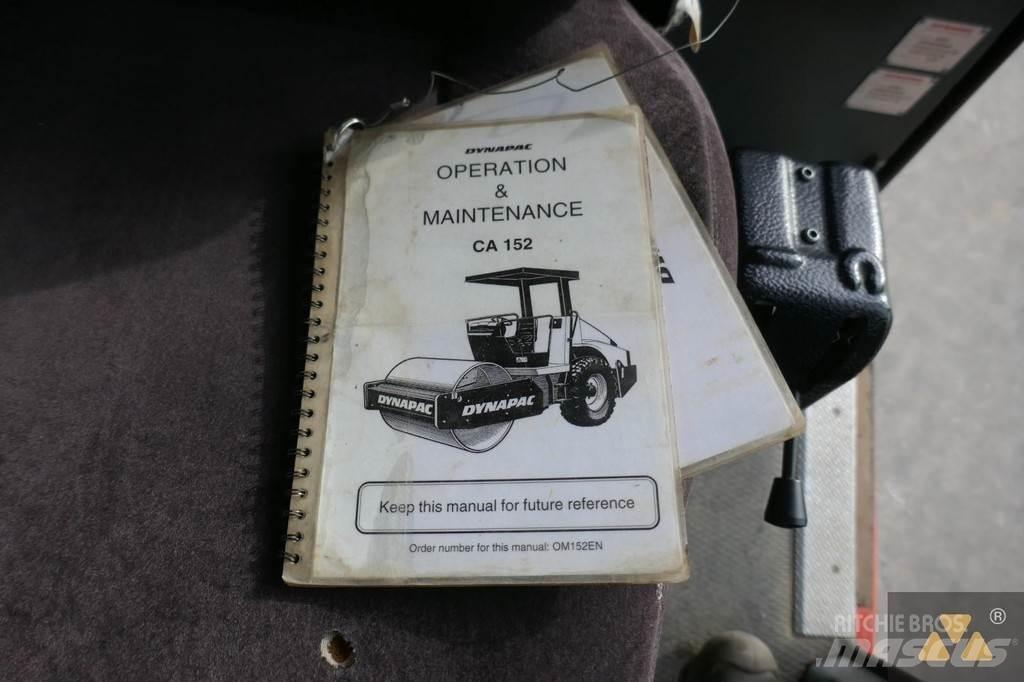 DYNAPAC
OPERATION
&
MAINTENANCE
CA 152
DYNAPAC
DYNAPAC
Keep this manual for future reference
Order number for this manual: OM152EN
RITCHIE BROS
MASCUS
®